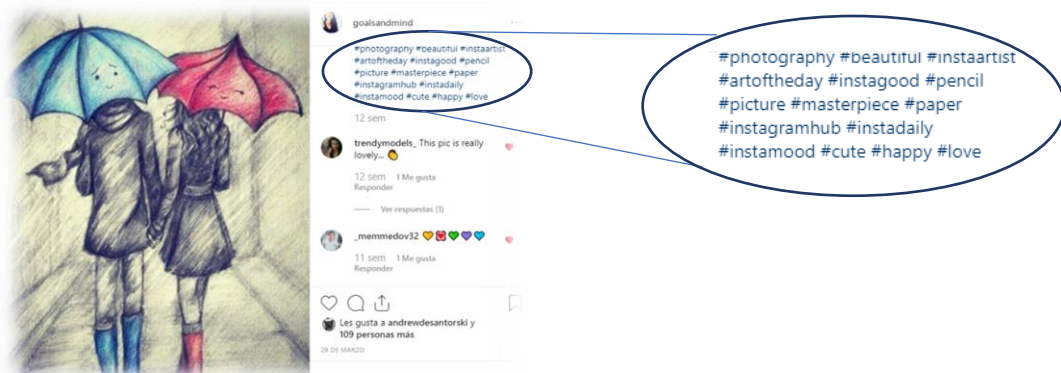 goalsandmind
#photography #beautiful #instaartist
#artoftheday #instagood #pencil
#picture #masterpiece #paper
#instagramhub #instadaily
#instamood #cute #happy #love
12 sem
trendymodels_ This pic is really
lovely...
12 sem 1 Me gusta
Responder
Ver respuestas (1)
_memmedov32
11 sem 1 Me gusta
Responder
Les gusta a andrewdesantorski y
109 personas más
28 DE MARZO
#photography #beautiful #instaartist
#artoftheday #instagood #pencil
#picture #masterpiece #paper
#instagramhub #instadaily
#instamood #cute #happy #love